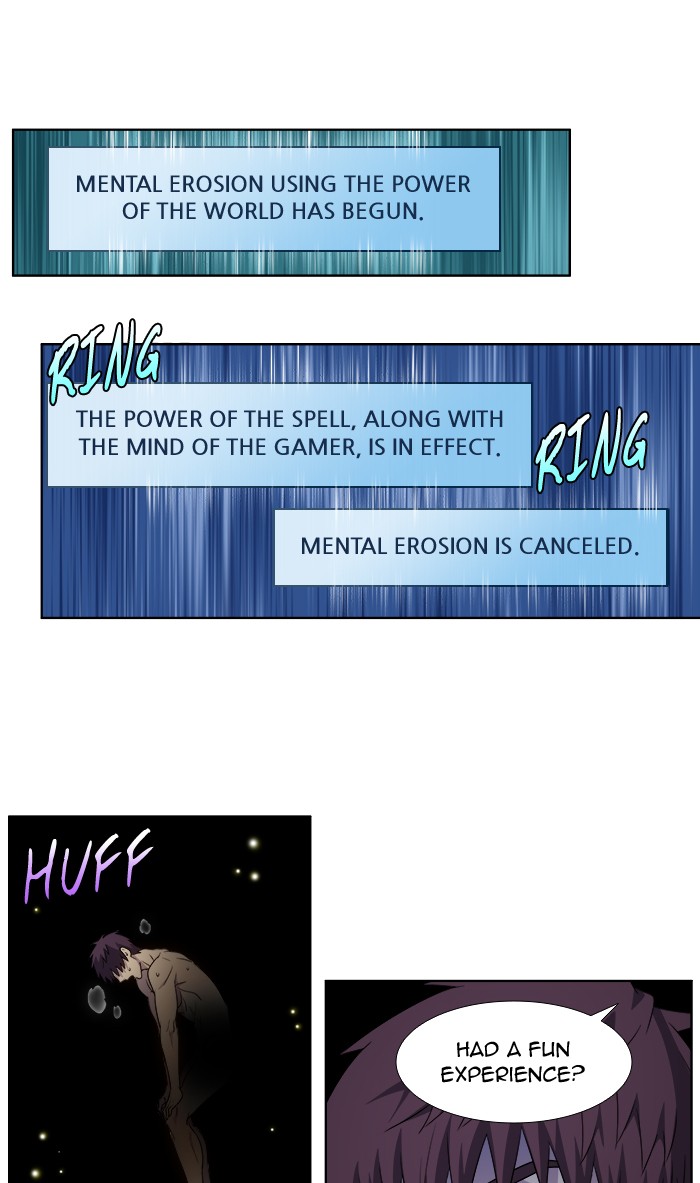 MENTAL EROSION USING THE POWER
OF THE WORLD HAS BEGUN.
RING
THE POWER OF THE SPELL, ALONG WITH
THE MIND OF THE GAMER, IS IN EFFECT.
RING
MENTAL EROSION IS CANCELED.
HUFF
HAD A FUN
EXPERIENCE?